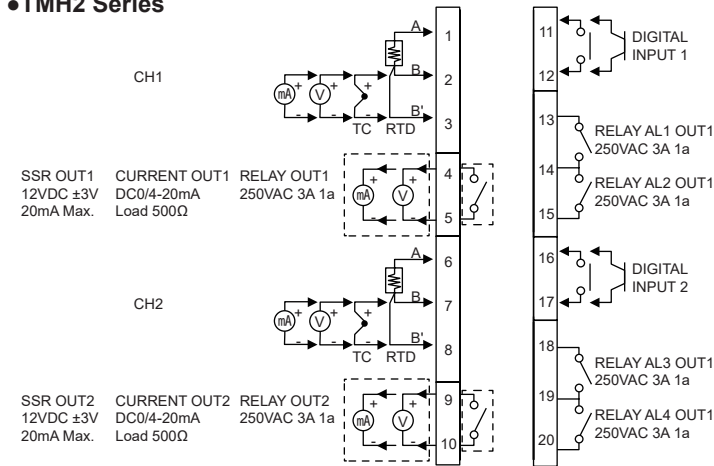 ●TMH2 Series
CH1
mA + -
V + -
+ -
TC RTD
A
B
B'
1
2
3
SSR OUT1
12VDC ±3V
20mA Max.
CURRENT OUT1
DC0/4-20mA
Load 500Ω
RELAY OUT1
250VAC 3A 1a
mA + -
V + -
4
5
CH2
mA + -
V + -
+ -
TC RTD
A
B
B'
6
7
8
SSR OUT2
12VDC ±3V
20mA Max.
CURRENT OUT2
DC0/4-20mA
Load 500Ω
RELAY OUT2
250VAC 3A 1a
mA + -
V + -
9
10
11
12
DIGITAL
INPUT 1
13
14
15
RELAY AL1 OUT1
250VAC 3A 1a
RELAY AL2 OUT1
250VAC 3A 1a
16
17
DIGITAL
INPUT 2
18
19
20
RELAY AL3 OUT1
250VAC 3A 1a
RELAY AL4 OUT1
250VAC 3A 1a